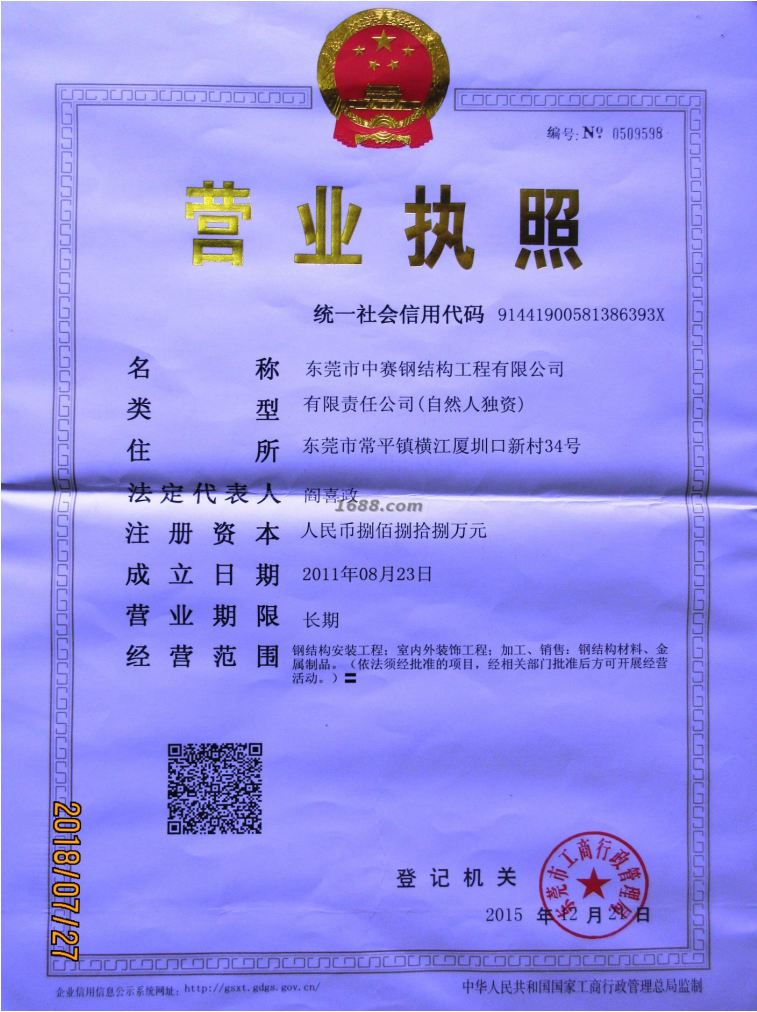 编号: Nº 0509598
营业执照
统一社会信用代码 91441900581386393X
名称 东莞市中赛钢结构工程有限公司
类型 有限责任公司(自然人独资)
住所 东莞市常平镇横江厦圳口新村34号
法定代表人 阎喜政
1688.com
注册资本 人民币捌佰捌拾捌万元
成立日期 2011年08月23日
营业期限 长期
经营范围 钢结构安装工程；室内外装饰工程；加工、销售：钢结构材料、金
属制品。（依法须经批准的项目，经相关部门批准后方可开展经营
活动。）
登记机关
东莞市工商行政管理局
2015 年 12 月 日
2018/07/27
企业信用信息公示系统网址: http://gsxt.gdgs.gov.cn/
中华人民共和国国家工商行政管理总局监制